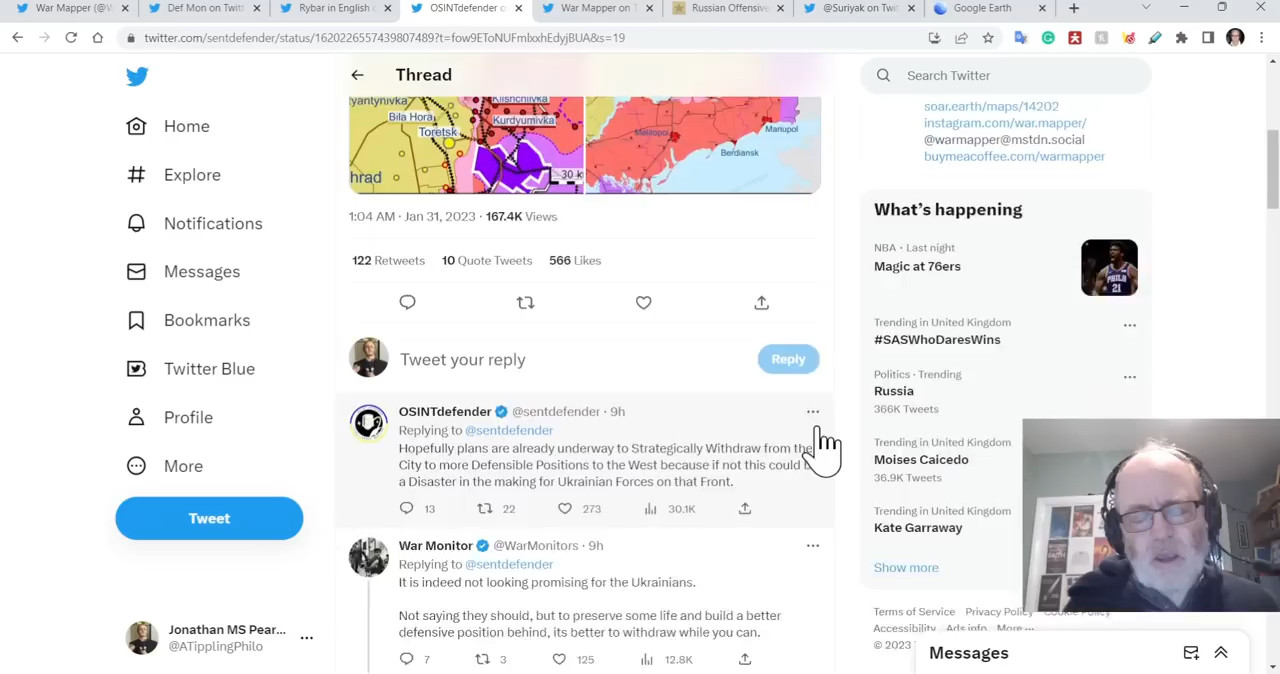 War Mapper (@W
Def Mon on Twitt
Rybar in English o
OSINTdefender o
War Mapper on T
Russian Offensive
@Suriyak on Twi
Google Earth
twitter.com/sentdefender/status/1620226557439807489?t=fow9EToNUFmlxxhEdyjBUA&s=19
Home
Explore
Notifications
Messages
Bookmarks
Twitter Blue
Profile
More
Tweet
Jonathan MS Pear...
@ATipplingPhilo
Thread
yantynivka
Klishchiivka
Bila Hora
Kurdyumivka
Toretsk
hrad
30 k
Melitopol
Mariupol
Berdiansk
1:04 AM · Jan 31, 2023 · 167.4K Views
122 Retweets 10 Quote Tweets 566 Likes
Tweet your reply
Reply
OSINTdefender @sentdefender · 9h
Replying to @sentdefender
Hopefully plans are already underway to Strategically Withdraw from the
City to more Defensible Positions to the West because if not this could
a Disaster in the making for Ukrainian Forces on that Front.
13 22 273 30.1K
War Monitor @WarMonitors · 9h
Replying to @sentdefender
It is indeed not looking promising for the Ukrainians.
Not saying they should, but to preserve some life and build a better
defensive position behind, its better to withdraw while you can.
7 3 125 12.8K
Search Twitter
soar.earth/maps/14202
instagram.com/war.mapper/
@warmapper@mstdn.social
buymeacoffee.com/warmapper
What's happening
NBA · Last night
Magic at 76ers
Trending in United Kingdom
#SASWhoDaresWins
Politics · Trending
Russia
366K Tweets
Trending in United Kingdom
Moises Caicedo
36.9K Tweets
Trending in United Kingdom
Kate Garraway
Show more
Terms of Service Privacy Policy Cookie Policy
Accessibility Ads info More
© 2023
Messages